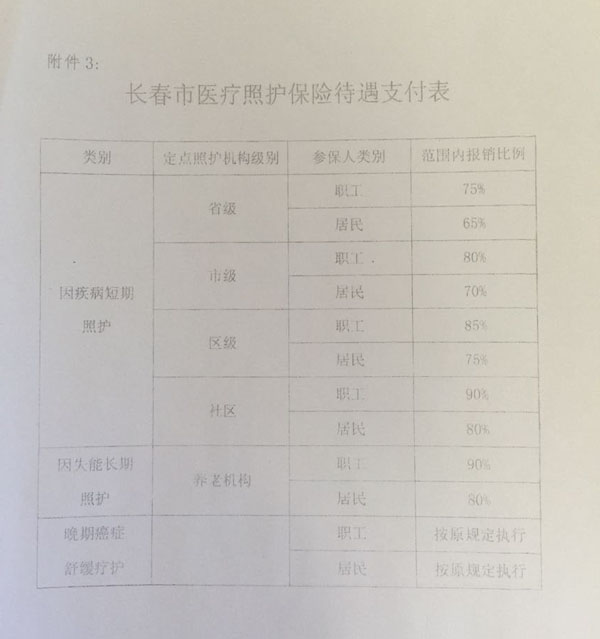 附件3：
长春市医疗照护保险待遇支付表
类别 定点照护机构级别 参保人类别 范围内报销比例
因疾病短期照护 省级 职工 75%
居民 65%
市级 职工 80%
居民 70%
区级 职工 85%
居民 75%
社区 职工 90%
居民 80%
因失能长期照护 养老机构 职工 90%
居民 80%
晚期癌症舒缓疗护 职工 按原规定执行
居民 按原规定执行